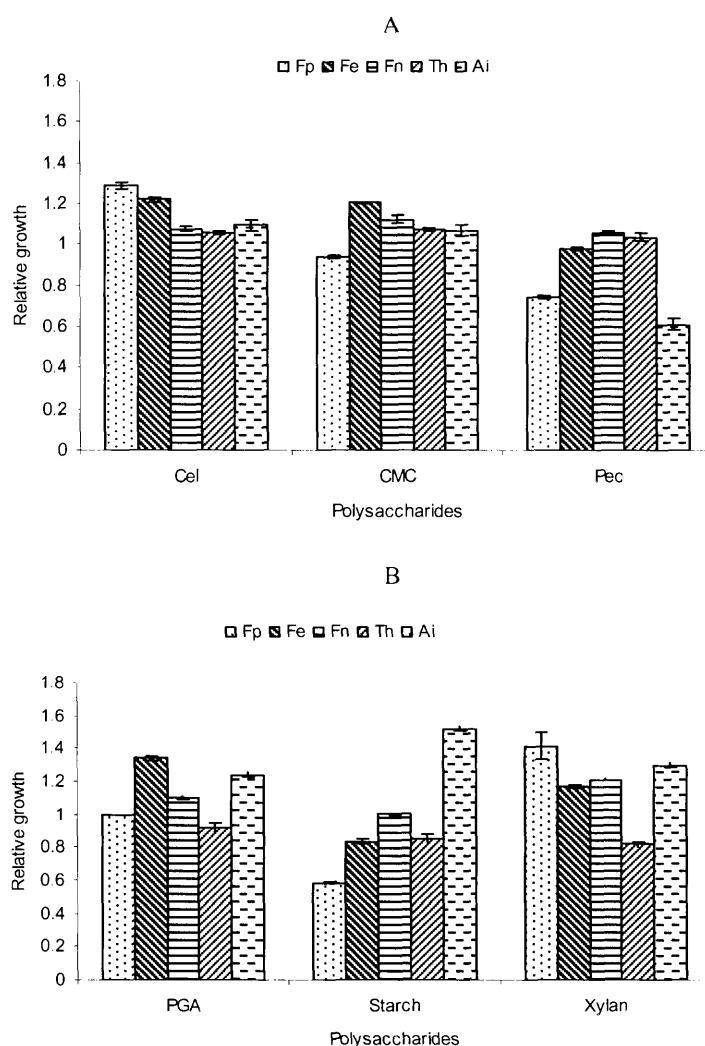 A
Fp Fe Fn Th Ai
1.8
1.6
1.4
1.2
1
0.8
0.6
0.4
0.2
0
Relative growth
Cel CMC Pec
Polysaccharides
B
Fp Fe Fn Th Ai
1.8
1.6
1.4
1.2
1
0.8
0.6
0.4
0.2
0
Relative growth
PGA Starch Xylan
Polysaccharides